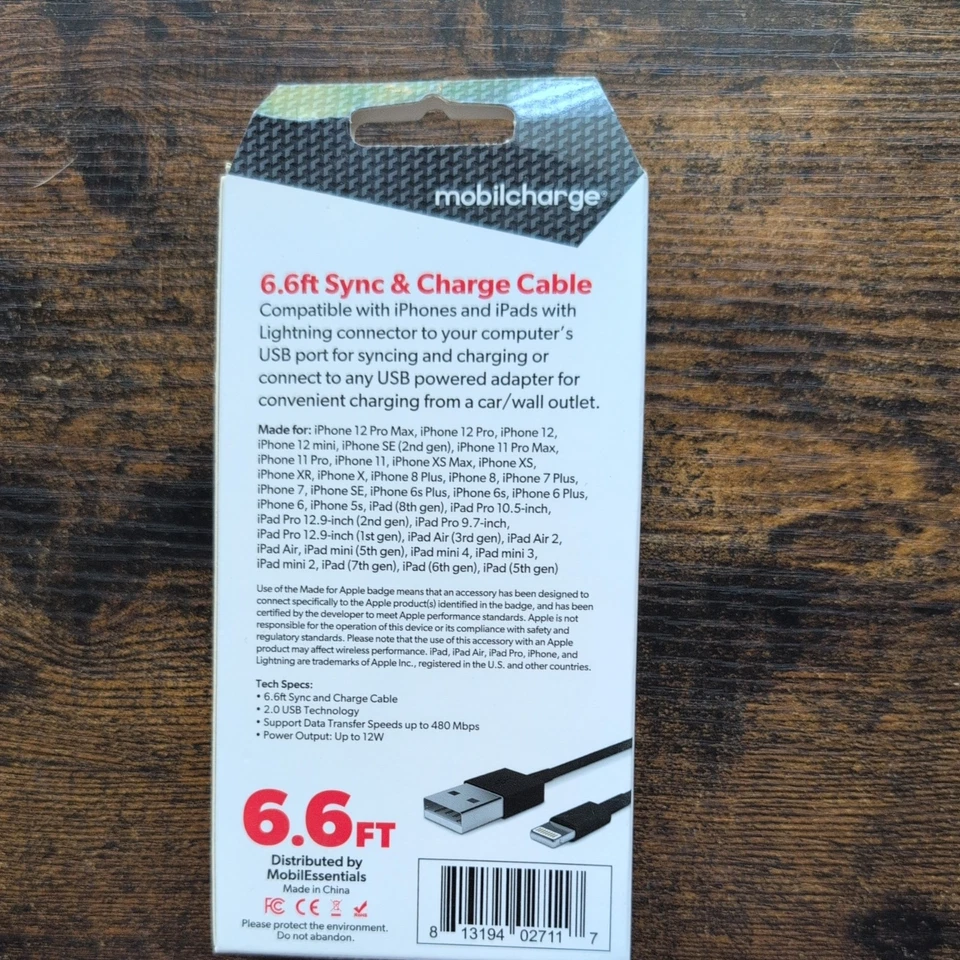 mobilcharge®
6.6ft Sync & Charge Cable
Compatible with iPhones and iPads with
Lightning connector to your computer's
USB port for syncing and charging or
connect to any USB powered adapter for
convenient charging from a car/wall outlet.
Made for: iPhone 12 Pro Max, iPhone 12 Pro, iPhone 12,
iPhone 12 mini, iPhone SE (2nd gen), iPhone 11 Pro Max,
iPhone 11 Pro, iPhone 11, iPhone XS Max, iPhone XS,
iPhone XR, iPhone X, iPhone 8 Plus, iPhone 8, iPhone 7 Plus,
iPhone 7, iPhone SE, iPhone 6s Plus, iPhone 6s, iPhone 6 Plus,
iPhone 6, iPhone 5s, iPad (8th gen), iPad Pro 10.5-inch,
iPad Pro 12.9-inch (2nd gen), iPad Pro 9.7-inch,
iPad Pro 12.9-inch (1st gen), iPad Air (3rd gen), iPad Air 2,
iPad Air, iPad mini (5th gen), iPad mini 4, iPad mini 3,
iPad mini 2, iPad (7th gen), iPad (6th gen), iPad (5th gen)
Use of the Made for Apple badge means that an accessory has been designed to
connect specifically to the Apple product(s) identified in the badge, and has been
certified by the developer to meet Apple performance standards. Apple is not
responsible for the operation of this device or its compliance with safety and
regulatory standards. Please note that the use of this accessory with an Apple
product may affect wireless performance. iPad, iPad Air, iPad Pro, iPhone, and
Lightning are trademarks of Apple Inc., registered in the U.S. and other countries.
Tech Specs:
• 6.6ft Sync and Charge Cable
• 2.0 USB Technology
• Support Data Transfer Speeds up to 480 Mbps
• Power Output: Up to 12W
6.6FT
Distributed by
MobilEssentials
Made in China
FC CE
Please protect the environment.
Do not abandon.
8 13194 02711 7